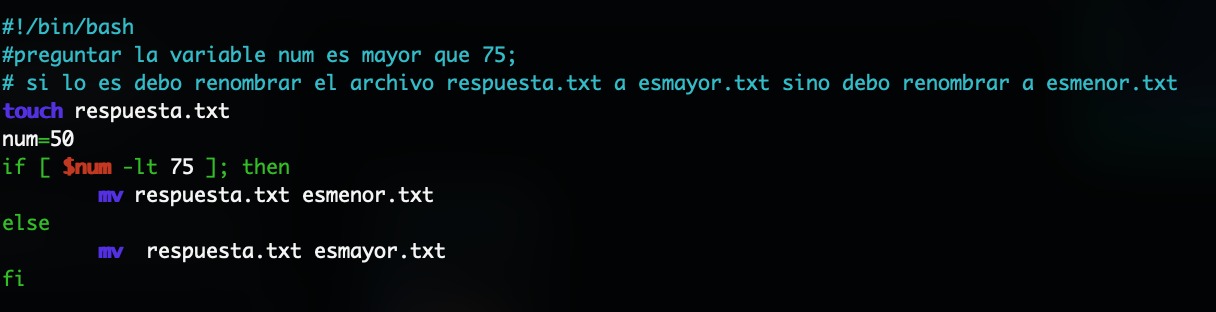 #!/bin/bash
#preguntar la variable num es mayor que 75;
# si lo es debo renombrar el archivo respuesta.txt a esmayor.txt sino debo renombrar a esmenor.txt
touch respuesta.txt
num=50
if [ $num -lt 75 ]; then
        mv respuesta.txt esmenor.txt
else
        mv  respuesta.txt esmayor.txt
fi